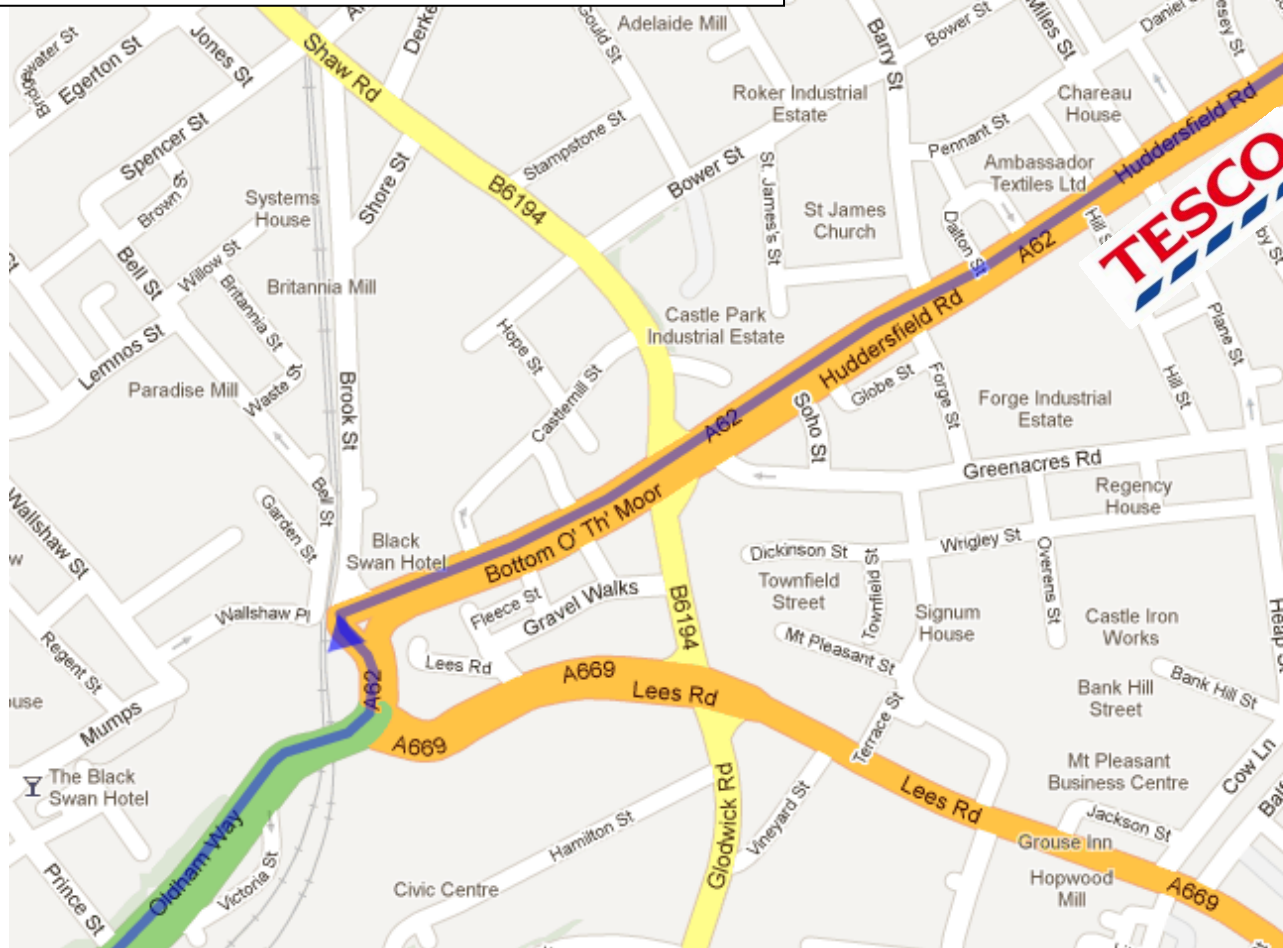 Adelaide Mill
Gould St
Barry St
Bower St
Miles St
Jones St
Egerton St
Shaw Rd
Roker Industrial
Estate
Chareau
House
Huddersfield Rd
Spencer St
Stampstone St
Pennant St
Ambassador
Textiles Ltd
TESCO
Brown St
Systems
House
Shore St
B6194
Bower St
St. James's St
St James
Church
Dalton St
A62
Bell St
Willow St
Britannia St
Britannia Mill
Castle Park
Industrial Estate
Huddersfield Rd
Plane St
Lemnos St
Hope St
Paradise Mill
Waste St
Brook St
Castlemill St
A62
Soho St
Globe St
Forge St
Forge Industrial
Estate
Hill St
Greenacres Rd
Regency
House
Wallshaw St
Garden St
Bell St
Black
Swan Hotel
Bottom O' Th' Moor
Dickinson St
Wrigley St
Townfield
Street
Townfield St
Overens St
Wallshaw Pl
Fleece St
Gravel Walks
B6194
Signum
House
Castle Iron
Works
Mt Pleasant St
Regent St
Lees Rd
A669
Lees Rd
A62
Bank Hill
Street
Bank Hill St
Mumps
A669
Terrace St
The Black
Swan Hotel
Mt Pleasant
Business Centre
Cow Ln
Lees Rd
Glodwick Rd
Vineyard St
Jackson St
Hamilton St
Oldham Way
Grouse Inn
Hopwood
Mill
A669
Civic Centre
Victoria St
Prince St